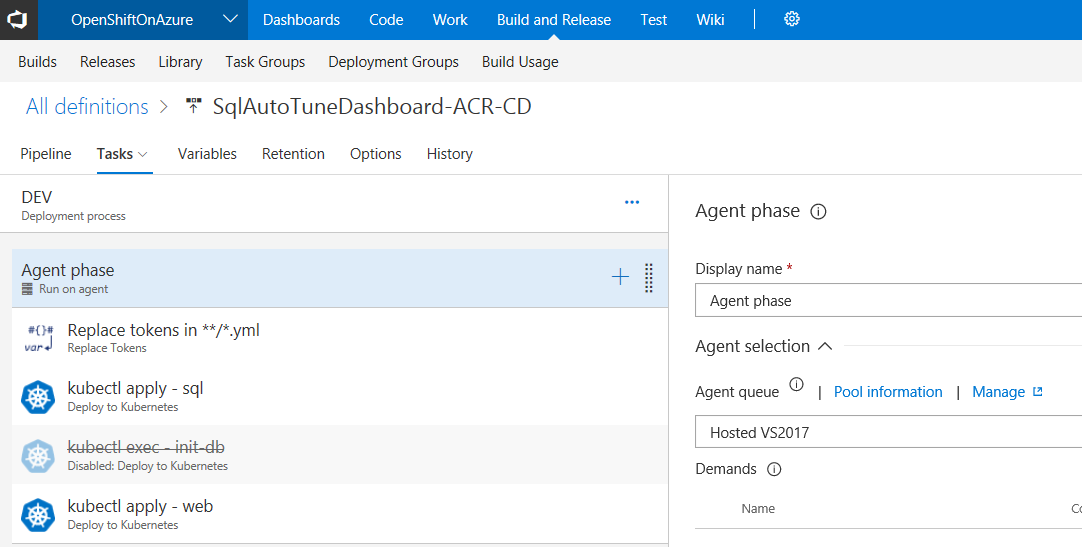 OpenShiftOnAzure Dashboards Code Work Build and Release Test Wiki
Builds Releases Library Task Groups Deployment Groups Build Usage
All definitions > SqlAutoTuneDashboard-ACR-CD
Pipeline Tasks Variables Retention Options History
DEV
Deployment process
Agent phase
Run on agent
#{}# var
Replace tokens in **/*.yml
Replace Tokens
kubectl apply - sql
Deploy to Kubernetes
kubectl exec - init-db
Disabled: Deploy to Kubernetes
kubectl apply - web
Deploy to Kubernetes
Agent phase
Display name *
Agent phase
Agent selection
Agent queue | Pool information | Manage
Hosted VS2017
Demands
Name